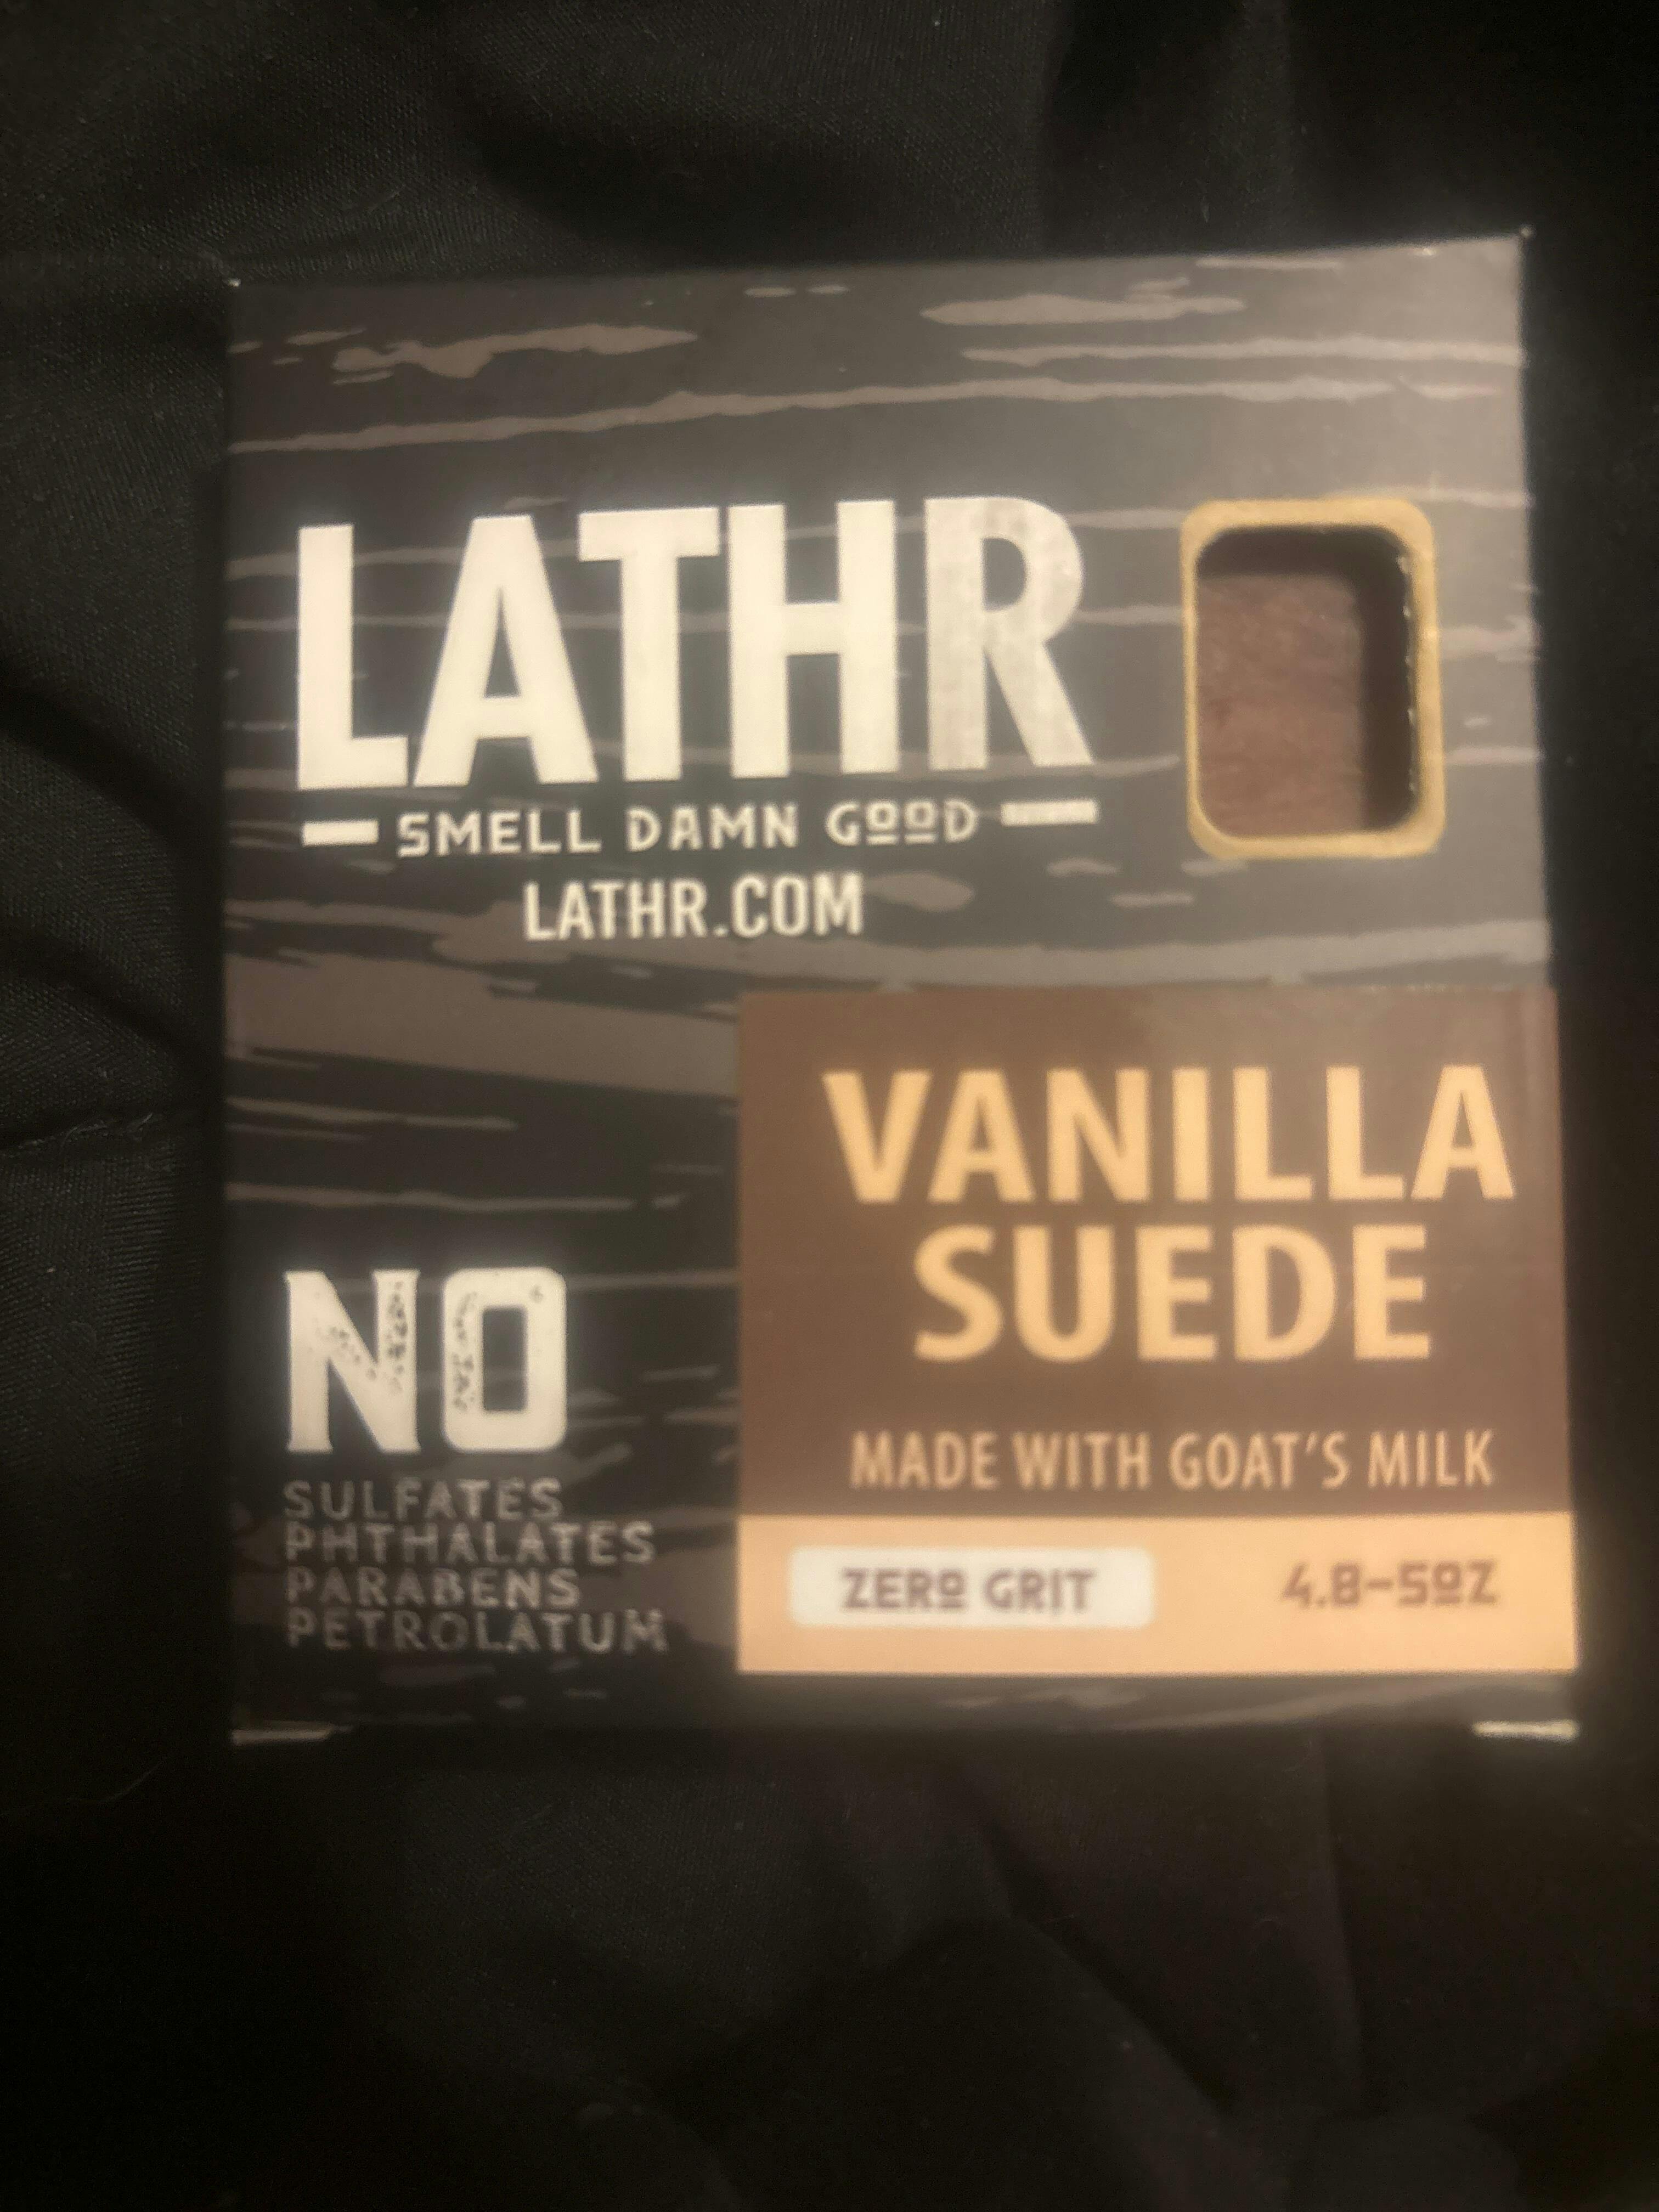 LATHR
SMELL DAMN GOOD
LATHR.COM
VANILLA
SUEDE
MADE WITH GOAT'S MILK
ZERO GRIT
4.8-5OZ
NO
SULFATES
PHTHALATES
PARABENS
PETROLATUM